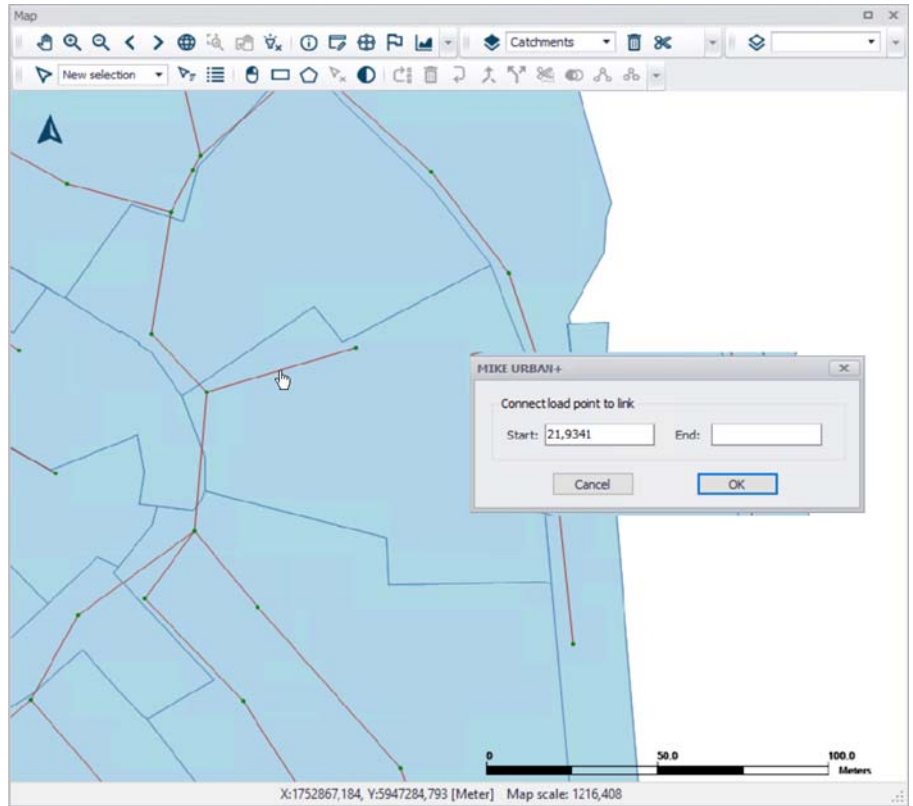 Map
Catchments
New selection
MIKE URBAN+
Connect load point to link
Start: 21,9341 End:
Cancel OK
0 50.0 100.0
Meters
X:1752867,184, Y:5947284,793 [Meter] Map scale: 1216,408